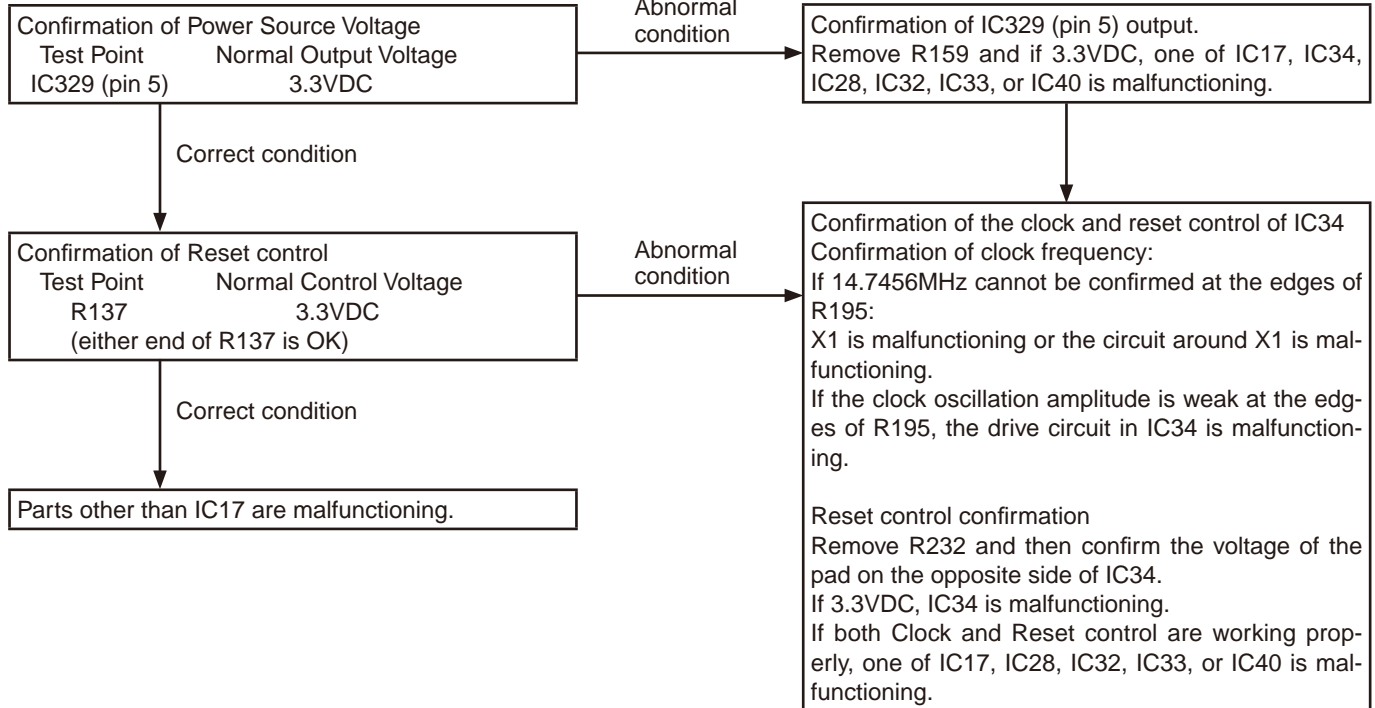 Confirmation of Power Source Voltage
Test Point Normal Output Voltage
IC329 (pin 5) 3.3VDC
Abnormal
condition
Confirmation of IC329 (pin 5) output.
Remove R159 and if 3.3VDC, one of IC17, IC34,
IC28, IC32, IC33, or IC40 is malfunctioning.
Correct condition
Confirmation of Reset control
Test Point Normal Control Voltage
R137 3.3VDC
(either end of R137 is OK)
Abnormal
condition
Confirmation of the clock and reset control of IC34
Confirmation of clock frequency:
If 14.7456MHz cannot be confirmed at the edges of
R195:
X1 is malfunctioning or the circuit around X1 is mal-
functioning.
If the clock oscillation amplitude is weak at the edg-
es of R195, the drive circuit in IC34 is malfunction-
ing.
Reset control confirmation
Remove R232 and then confirm the voltage of the
pad on the opposite side of IC34.
If 3.3VDC, IC34 is malfunctioning.
If both Clock and Reset control are working prop-
erly, one of IC17, IC28, IC32, IC33, or IC40 is mal-
functioning.
Correct condition
Parts other than IC17 are malfunctioning.